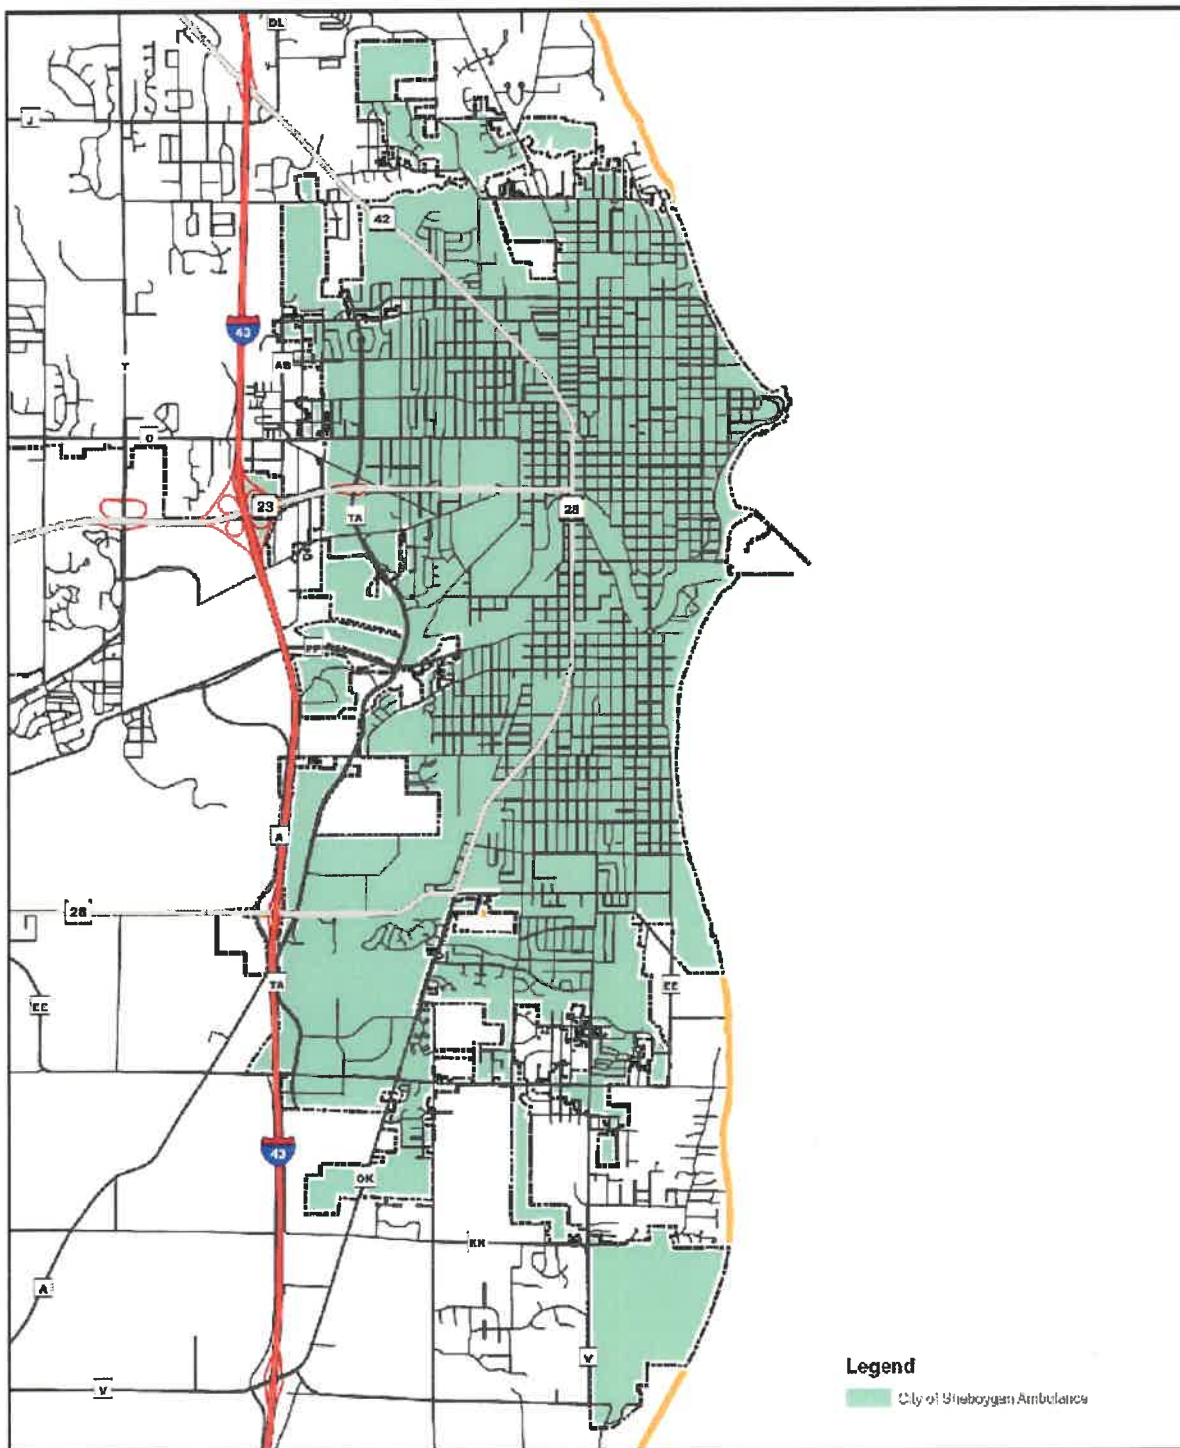 DL
J
42
43
AB
T
O
23
28
TA
PP
A
28
TA
EE
EE
43
OK
KK
A
V
V
Legend
City of Sheboygan Ambulance